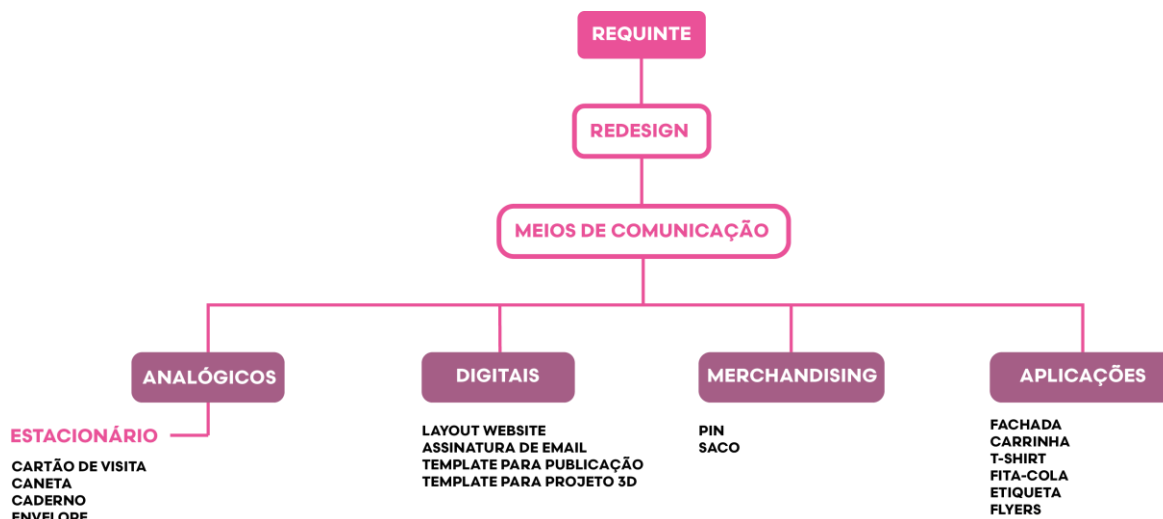 REQUINTE
REDESIGN
MEIOS DE COMUNICAÇÃO
ANALÓGICOS
DIGITAIS
MERCHANDISING
APLICAÇÕES
ESTACIONÁRIO
CARTÃO DE VISITA
CANETA
CADERNO
ENVELOPE
LAYOUT WEBSITE
ASSINATURA DE EMAIL
TEMPLATE PARA PUBLICAÇÃO
TEMPLATE PARA PROJETO 3D
PIN
SACO
FACHADA
CARRINHA
T-SHIRT
FITA-COLA
ETIQUETA
FLYERS